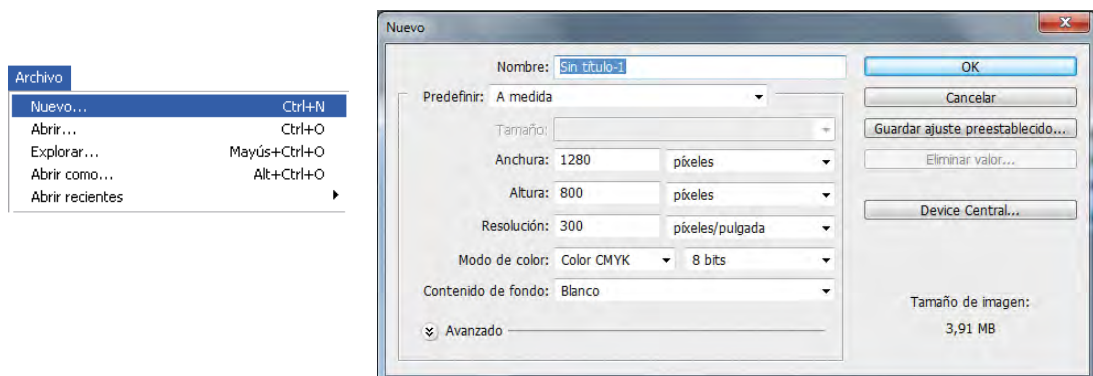 Archivo
Nuevo... Ctrl+N
Abrir... Ctrl+O
Explorar... Mayús+Ctrl+O
Abrir como... Alt+Ctrl+O
Abrir recientes
Nuevo
Nombre: Sin título-1
OK
Predefinir: A medida
Cancelar
Tamaño:
Guardar ajuste preestablecido...
Anchura: 1280 píxeles
Eliminar valor...
Altura: 800 píxeles
Device Central...
Resolución: 300 píxeles/pulgada
Modo de color: Color CMYK 8 bits
Contenido de fondo: Blanco
Tamaño de imagen:
Avanzado
3,91 MB